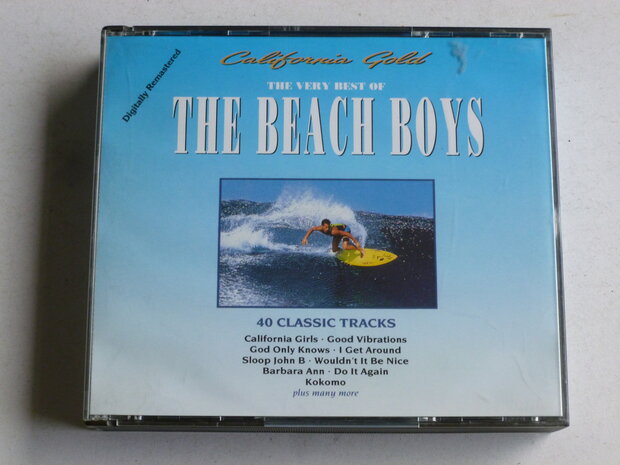 Digitally Remastered
California Gold
THE VERY BEST OF
THE BEACH BOYS
40 CLASSIC TRACKS
California Girls · Good Vibrations
God Only Knows · I Get Around
Sloop John B · Wouldn't It Be Nice
Barbara Ann · Do It Again
Kokomo
plus many more